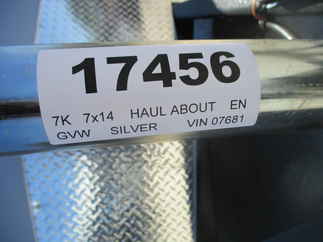 17456
7K 7x14 HAUL ABOUT EN
GVW SILVER VIN 07681